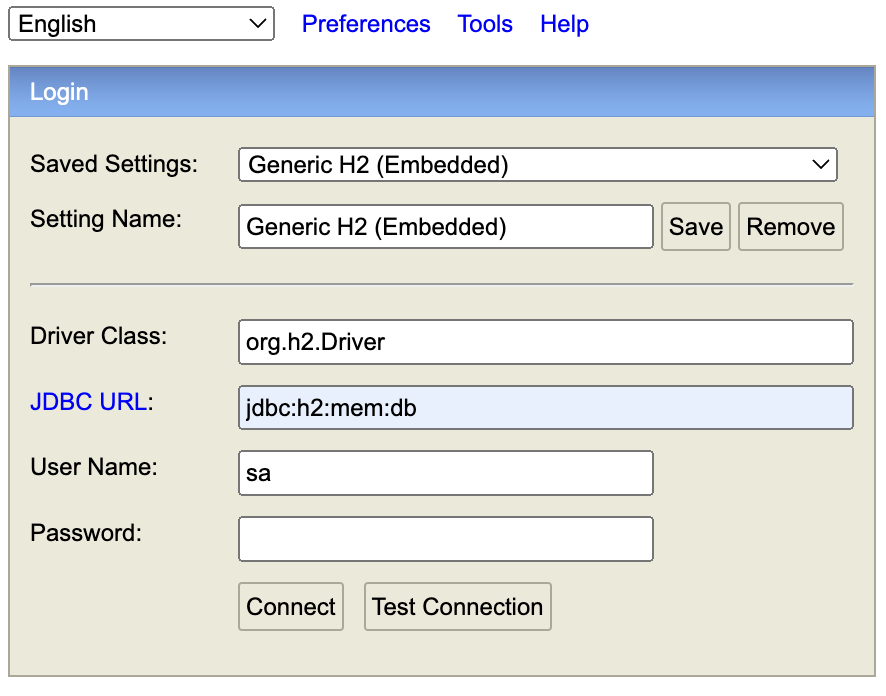 English Preferences Tools Help
Login
Saved Settings: Generic H2 (Embedded)
Setting Name: Generic H2 (Embedded) Save Remove
Driver Class: org.h2.Driver
JDBC URL: jdbc:h2:mem:db
User Name: sa
Password:
Connect Test Connection